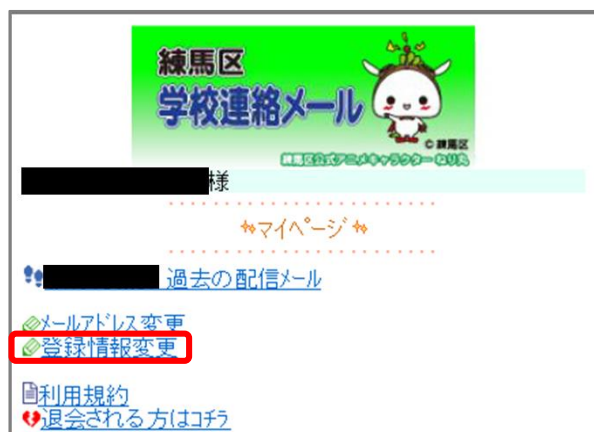 練馬区
学校連絡メール
©練馬区
練馬区公式アニメキャラクター ねり丸
様
マイページ
過去の配信メール
メールアドレス変更
登録情報変更
利用規約
退会される方はコチラ